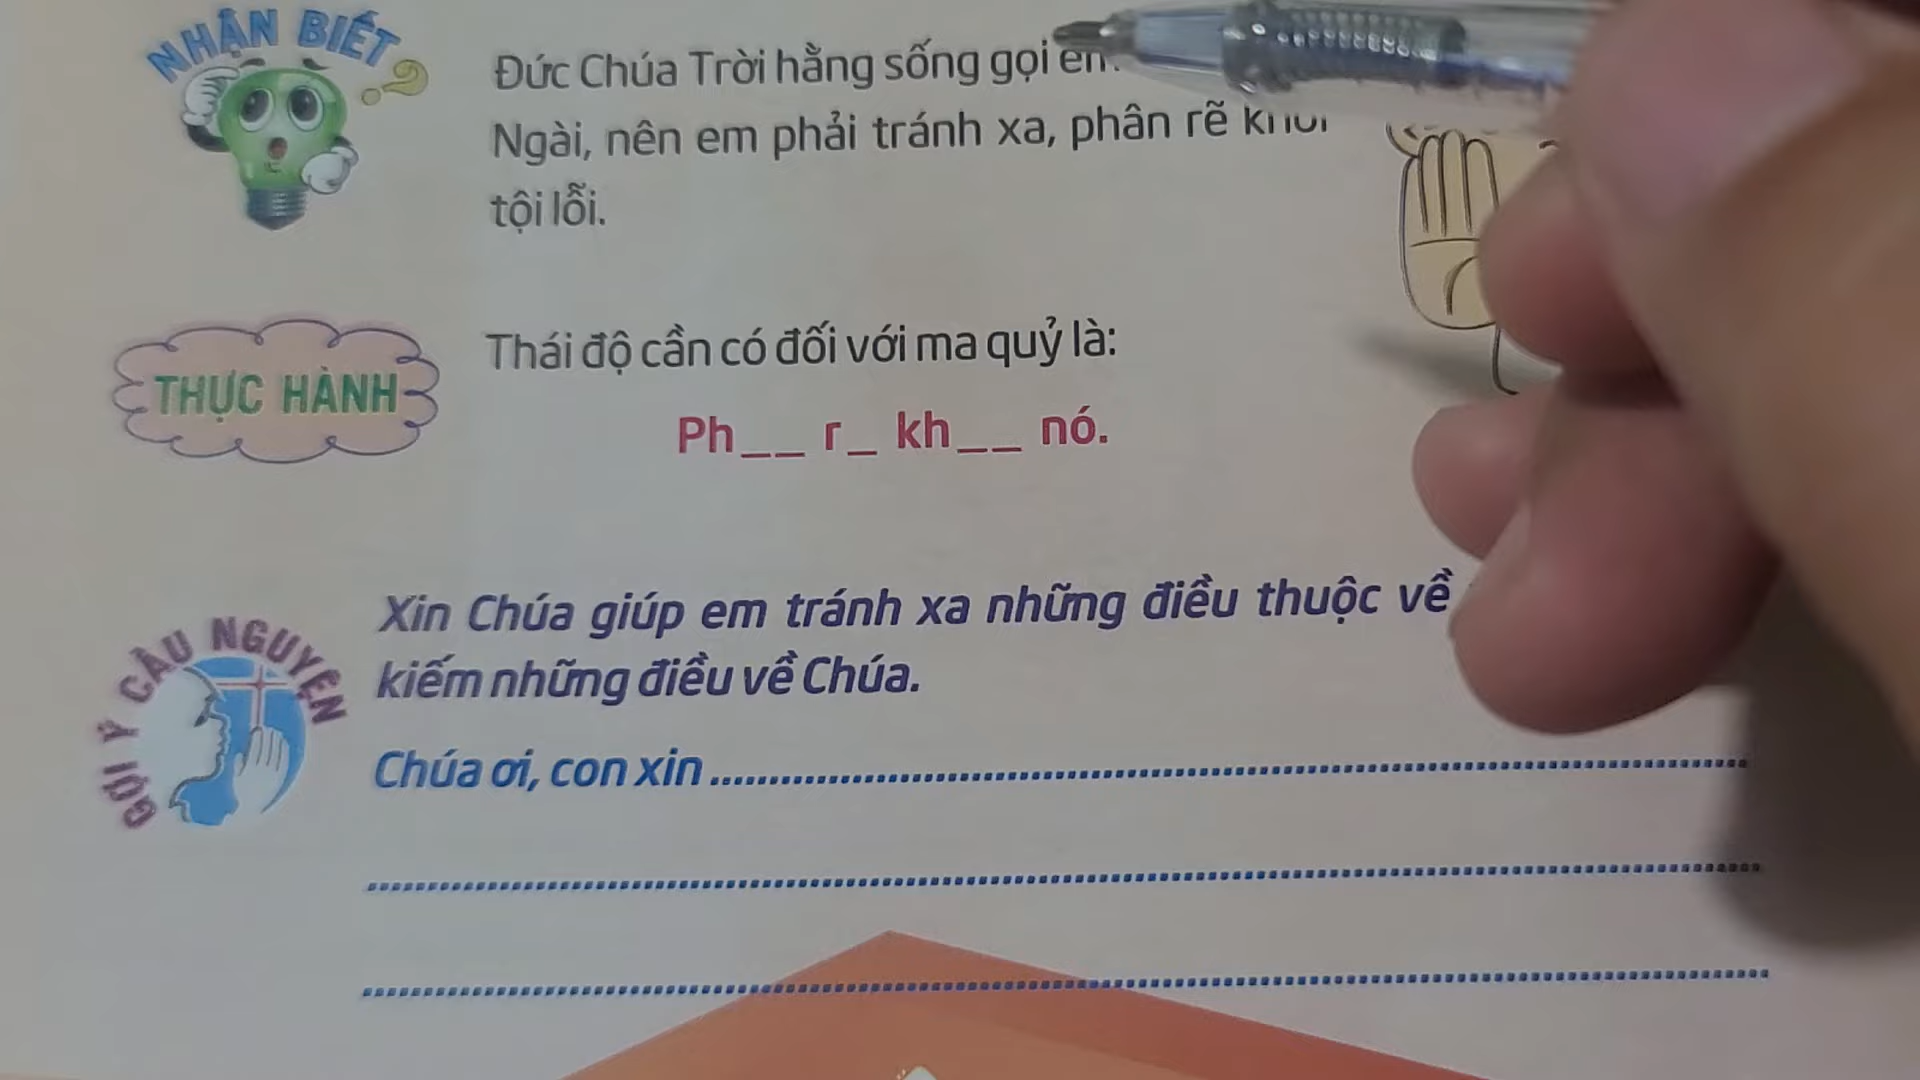 NHẬN BIẾT
Đức Chúa Trời hằng sống gọi em
Ngài, nên em phải tránh xa, phân rẽ khỏi
tội lỗi.
THỰC HÀNH
Thái độ cần có đối với ma quỷ là:
Ph__ r_ kh__ nó.
GỢI Ý CẦU NGUYỆN
Xin Chúa giúp em tránh xa những điều thuộc về
kiếm những điều về Chúa.
Chúa ơi, con xin